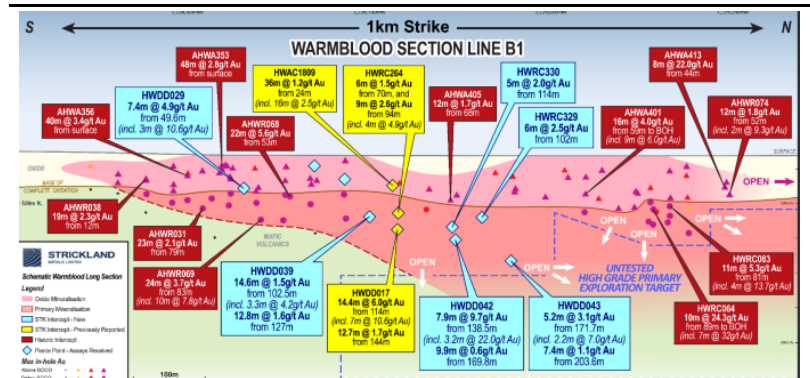 S
1km Strike
N
WARMBLOOD SECTION LINE B1
AHWA353
48m @ 2.8g/t Au
from surface
AHWA413
8m @ 22.0g/t Au
from 44m
HWDD029
7.4m @ 4.9g/t Au
from 49.6m
(incl. 3m @ 10.6g/t Au)
HWAC1809
36m @ 1.2g/t Au
from 24m
(incl. 16m @ 2.5g/t Au)
HWRC264
6m @ 1.5g/t Au
from 70m, and
9m @ 2.6g/t Au
from 94m
(incl. 4m @ 4.9g/t Au)
HWRC330
5m @ 2.0g/t Au
from 114m
AHWA405
12m @ 1.7g/t Au
from 66m
HWRC329
6m @ 2.5g/t Au
from 102m
AHWA401
16m @ 4.0g/t Au
from 59m to BOH
(incl. 9m @ 6.0g/t Au)
AHWR074
12m @ 1.8g/t Au
from 52m
(incl. 2m @ 9.3g/t Au)
AHWA356
40m @ 3.4g/t Au
from surface
AHWR068
22m @ 5.6g/t Au
from 53m
SURFACE
OXIDE
BASE OF
COMPLETE OXIDATION
OPEN
AHWR038
19m @ 2.3g/t Au
from 12m
AHWR031
23m @ 2.1g/t Au
from 79m
MAFIC
VOLCANICS
OPEN
OPEN
OPEN
OPEN
UNTESTED
HIGH GRADE PRIMARY
EXPLORATION TARGET
AHWR069
24m @ 3.7g/t Au
from 83m
(incl. 10m @ 7.8g/t Au)
HWDD039
14.6m @ 1.5g/t Au
from 102.5m
(incl. 3.3m @ 4.2g/t Au)
12.8m @ 1.6g/t Au
from 127m
HWDD017
14.4m @ 6.0g/t Au
from 114m
(incl. 7m @ 10.6g/t Au)
12.7m @ 1.7g/t Au
from 144m
HWDD042
7.9m @ 9.7g/t Au
from 138.5m
(incl. 3.2m @ 22.0g/t Au)
9.9m @ 0.6g/t Au
from 169.8m
HWDD043
5.2m @ 3.1g/t Au
from 171.7m
(incl. 2.2m @ 7.0g/t Au)
7.4m @ 1.1g/t Au
from 203.6m
HWRC064
10m @ 24.3g/t Au
from 89m to BOH
(incl. 7m @ 32g/t Au)
HWRC083
11m @ 5.3g/t Au
from 81m
(incl. 4m @ 13.7g/t Au)
STRICKLAND
METALS LIMITED
Schematic Warmblood Long Section
Legend
Oxide Mineralisation
Primary Mineralisation
STK Intercept - New
STK Intercept - Previously Reported
Historic Intercept
Pierce Point - Assays Received
Max in-hole Au
Above BOCO
100m